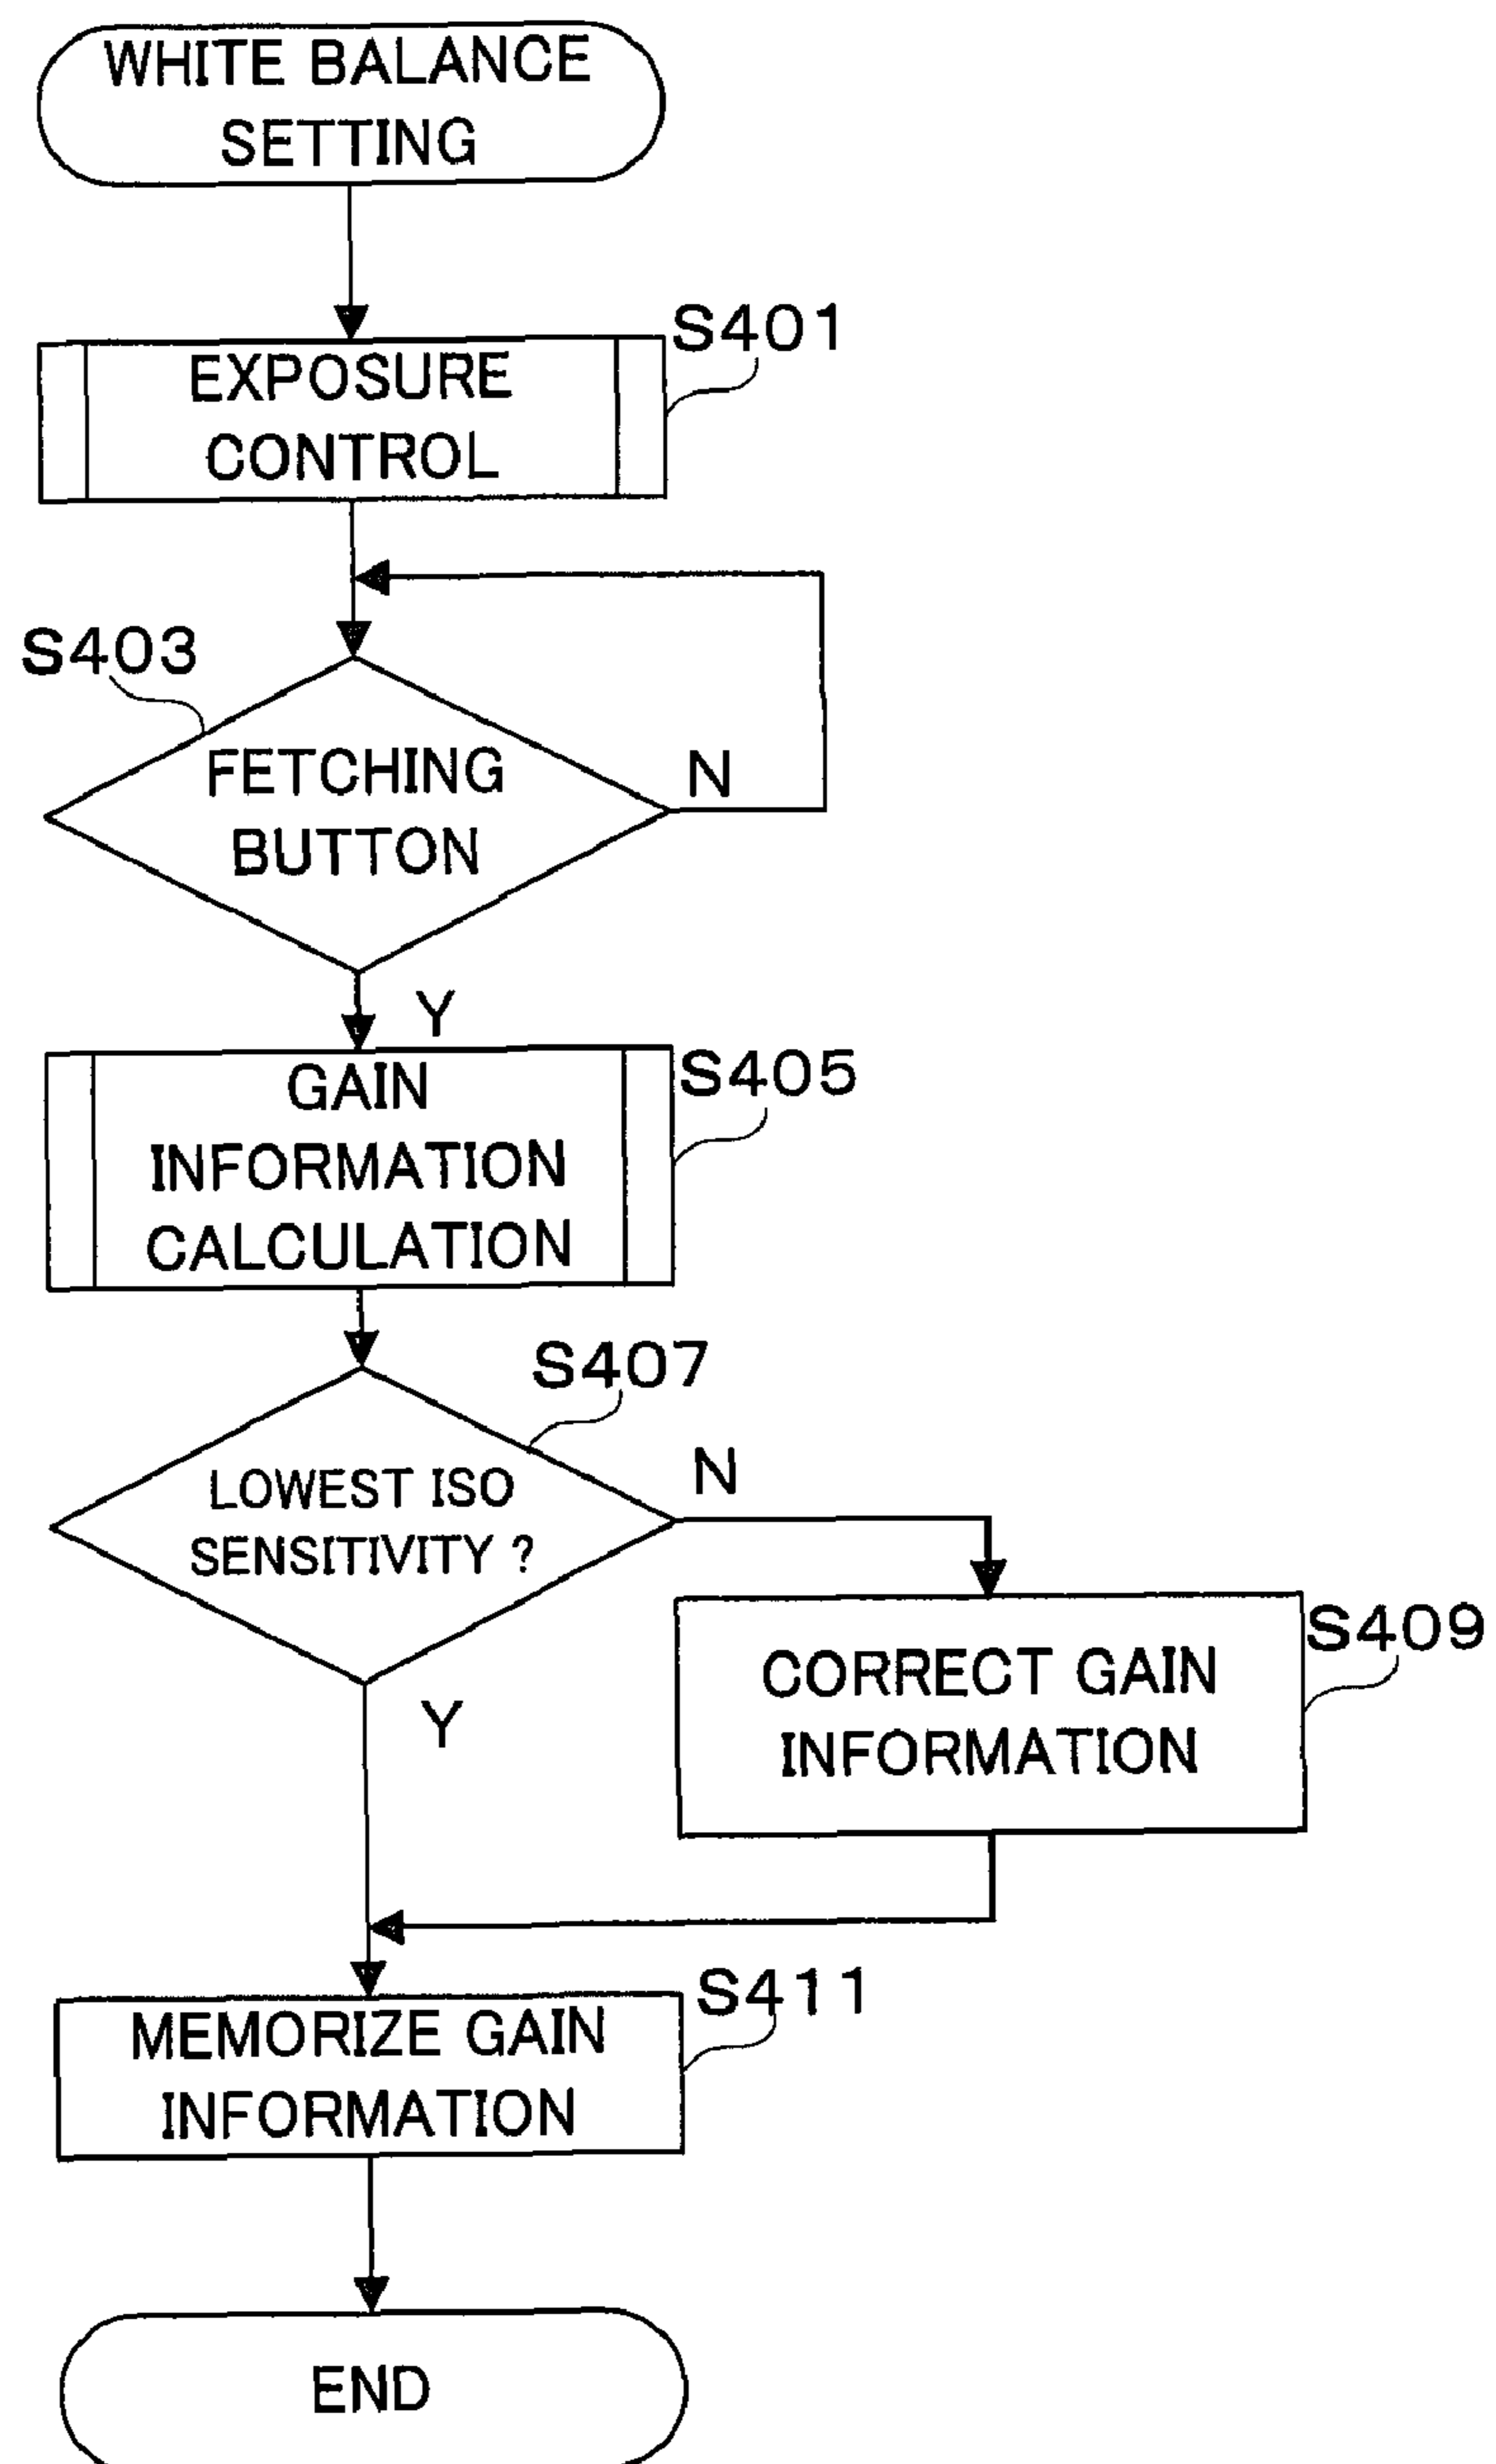 WHITE BALANCE
SETTING
S401
EXPOSURE
CONTROL
S403
FETCHING
BUTTON
N
Y
S405
GAIN
INFORMATION
CALCULATION
S407
LOWEST ISO
SENSITIVITY ?
N
Y
S409
CORRECT GAIN
INFORMATION
S411
MEMORIZE GAIN
INFORMATION
END